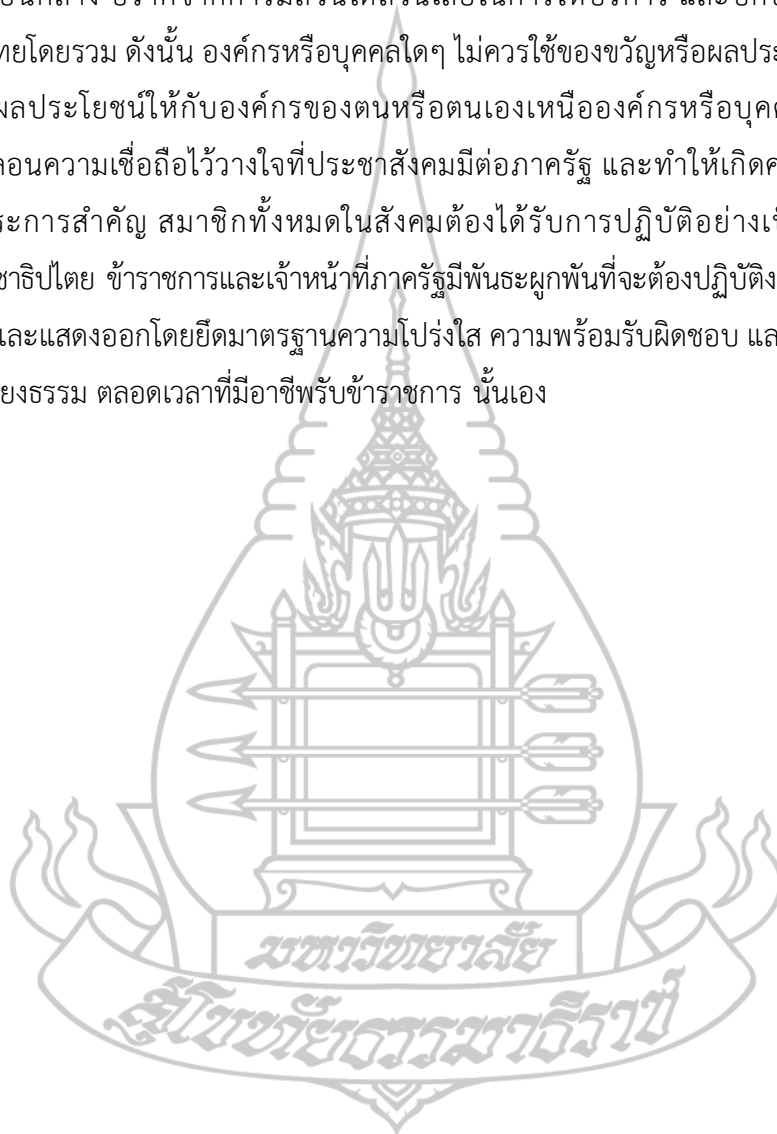 ทยโดยรวม ดังนั้น องค์กรหรือบุคคลใดๆ ไม่ควรใช้ของขวัญหรือผลประ
ผลประโยชน์ให้กับองค์กรของตนหรือตนเองเหนือองค์กรหรือบุคค
ลอนความเชื่อถือไว้วางใจที่ประชาสังคมมีต่อภาครัฐ และทำให้เกิดค
ระการสำคัญ สมาชิกทั้งหมดในสังคมต้องได้รับการปฏิบัติอย่างเ
ชาธิปไตย ข้าราชการและเจ้าหน้าที่ภาครัฐมีพันธะผูกพันที่จะต้องปฏิบัติง
และแสดงออกโดยยึดมาตรฐานความโปร่งใส ความพร้อมรับผิดชอบ แล
ยงธรรม ตลอดเวลาที่มีอาชีพรับข้าราชการ นั้นเอง
มหาวิทยาลัย
สุโขทัยธรรมาธิราช